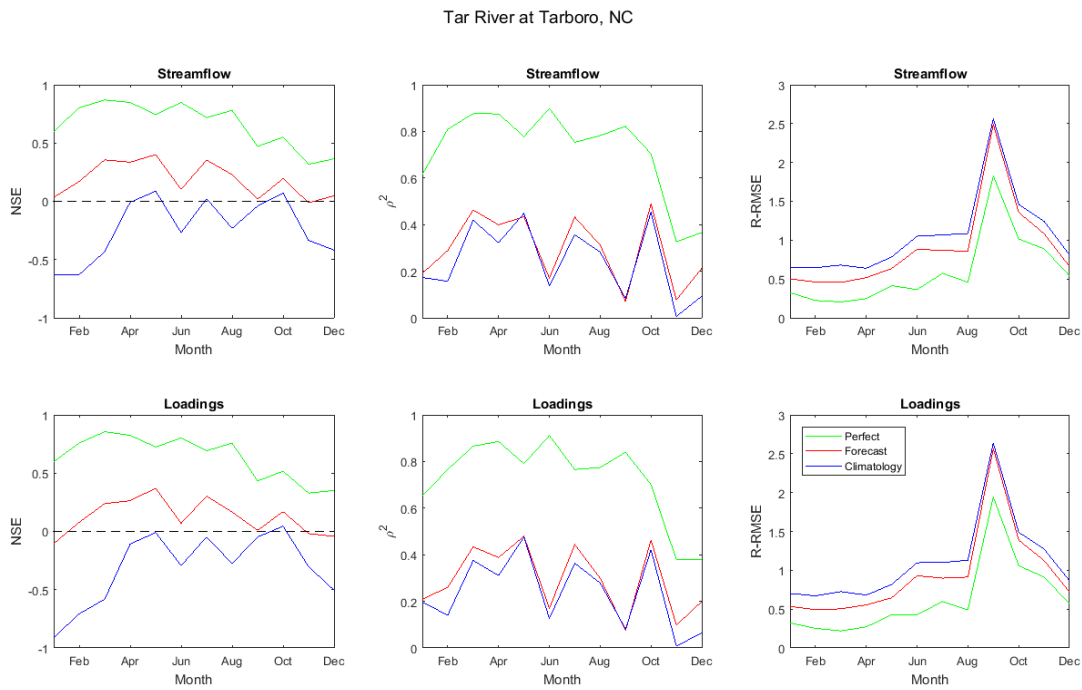 Tar River at Tarboro, NC
Streamflow
1
0.5
0
-0.5
-1
NSE
Feb Apr Jun Aug Oct Dec
Month
Streamflow
1
0.8
0.6
0.4
0.2
0
ρ²
Feb Apr Jun Aug Oct Dec
Month
Streamflow
3
2.5
2
1.5
1
0.5
0
R-RMSE
Feb Apr Jun Aug Oct Dec
Month
Loadings
1
0.5
0
-0.5
-1
NSE
Feb Apr Jun Aug Oct Dec
Month
Loadings
1
0.8
0.6
0.4
0.2
0
ρ²
Feb Apr Jun Aug Oct Dec
Month
Loadings
3
2.5
2
1.5
1
0.5
0
R-RMSE
Perfect
Forecast
Climatology
Feb Apr Jun Aug Oct Dec
Month